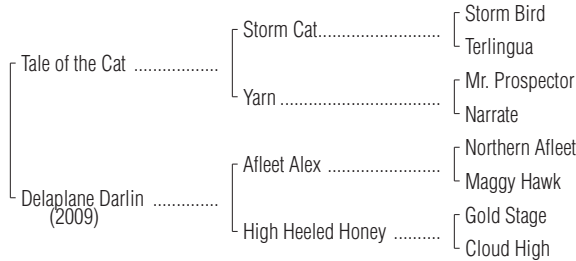 Storm Bird
Storm Cat....................
Terlingua
Tale of the Cat .................
Mr. Prospector
Yarn ................................
Narrate
Northern Afleet
Afleet Alex ......................
Maggy Hawk
Delaplane Darlin .............
(2009)
Gold Stage
High Heeled Honey ..........
Cloud High